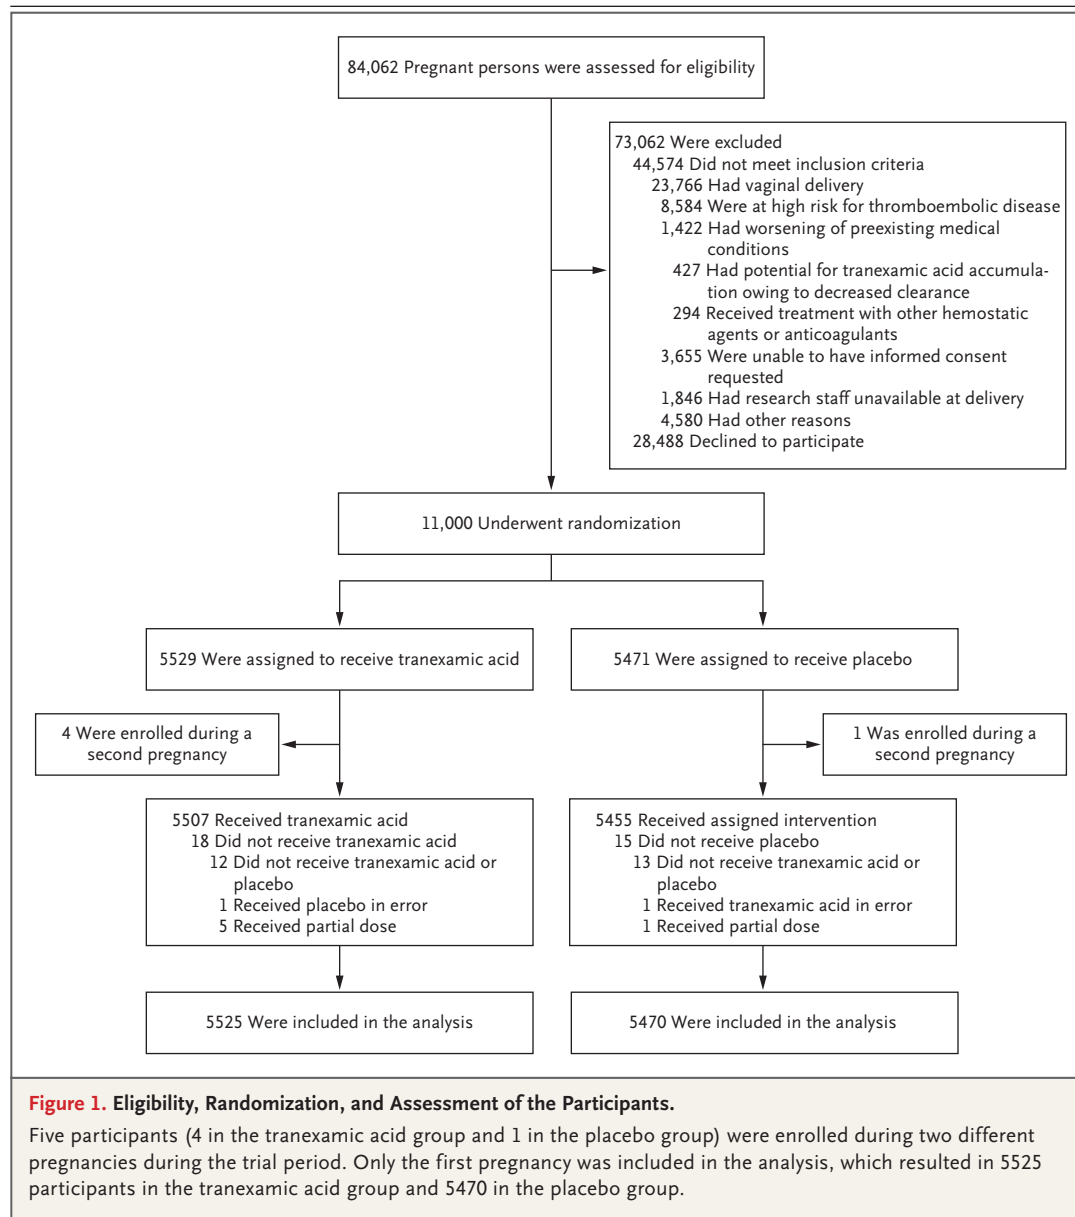 84,062 Pregnant persons were assessed for eligibility
73,062 Were excluded
44,574 Did not meet inclusion criteria
23,766 Had vaginal delivery
8,584 Were at high risk for thromboembolic disease
1,422 Had worsening of preexisting medical
conditions
427 Had potential for tranexamic acid accumula-
tion owing to decreased clearance
294 Received treatment with other hemostatic
agents or anticoagulants
3,655 Were unable to have informed consent
requested
1,846 Had research staff unavailable at delivery
4,580 Had other reasons
28,488 Declined to participate
11,000 Underwent randomization
5529 Were assigned to receive tranexamic acid
5471 Were assigned to receive placebo
4 Were enrolled during a
second pregnancy
1 Was enrolled during a
second pregnancy
5507 Received tranexamic acid
18 Did not receive tranexamic acid
12 Did not receive tranexamic acid or
placebo
1 Received placebo in error
5 Received partial dose
5455 Received assigned intervention
15 Did not receive placebo
13 Did not receive tranexamic acid or
placebo
1 Received tranexamic acid in error
1 Received partial dose
5525 Were included in the analysis
5470 Were included in the analysis
Figure 1. Eligibility, Randomization, and Assessment of the Participants.
Five participants (4 in the tranexamic acid group and 1 in the placebo group) were enrolled during two different
pregnancies during the trial period. Only the first pregnancy was included in the analysis, which resulted in 5525
participants in the tranexamic acid group and 5470 in the placebo group.